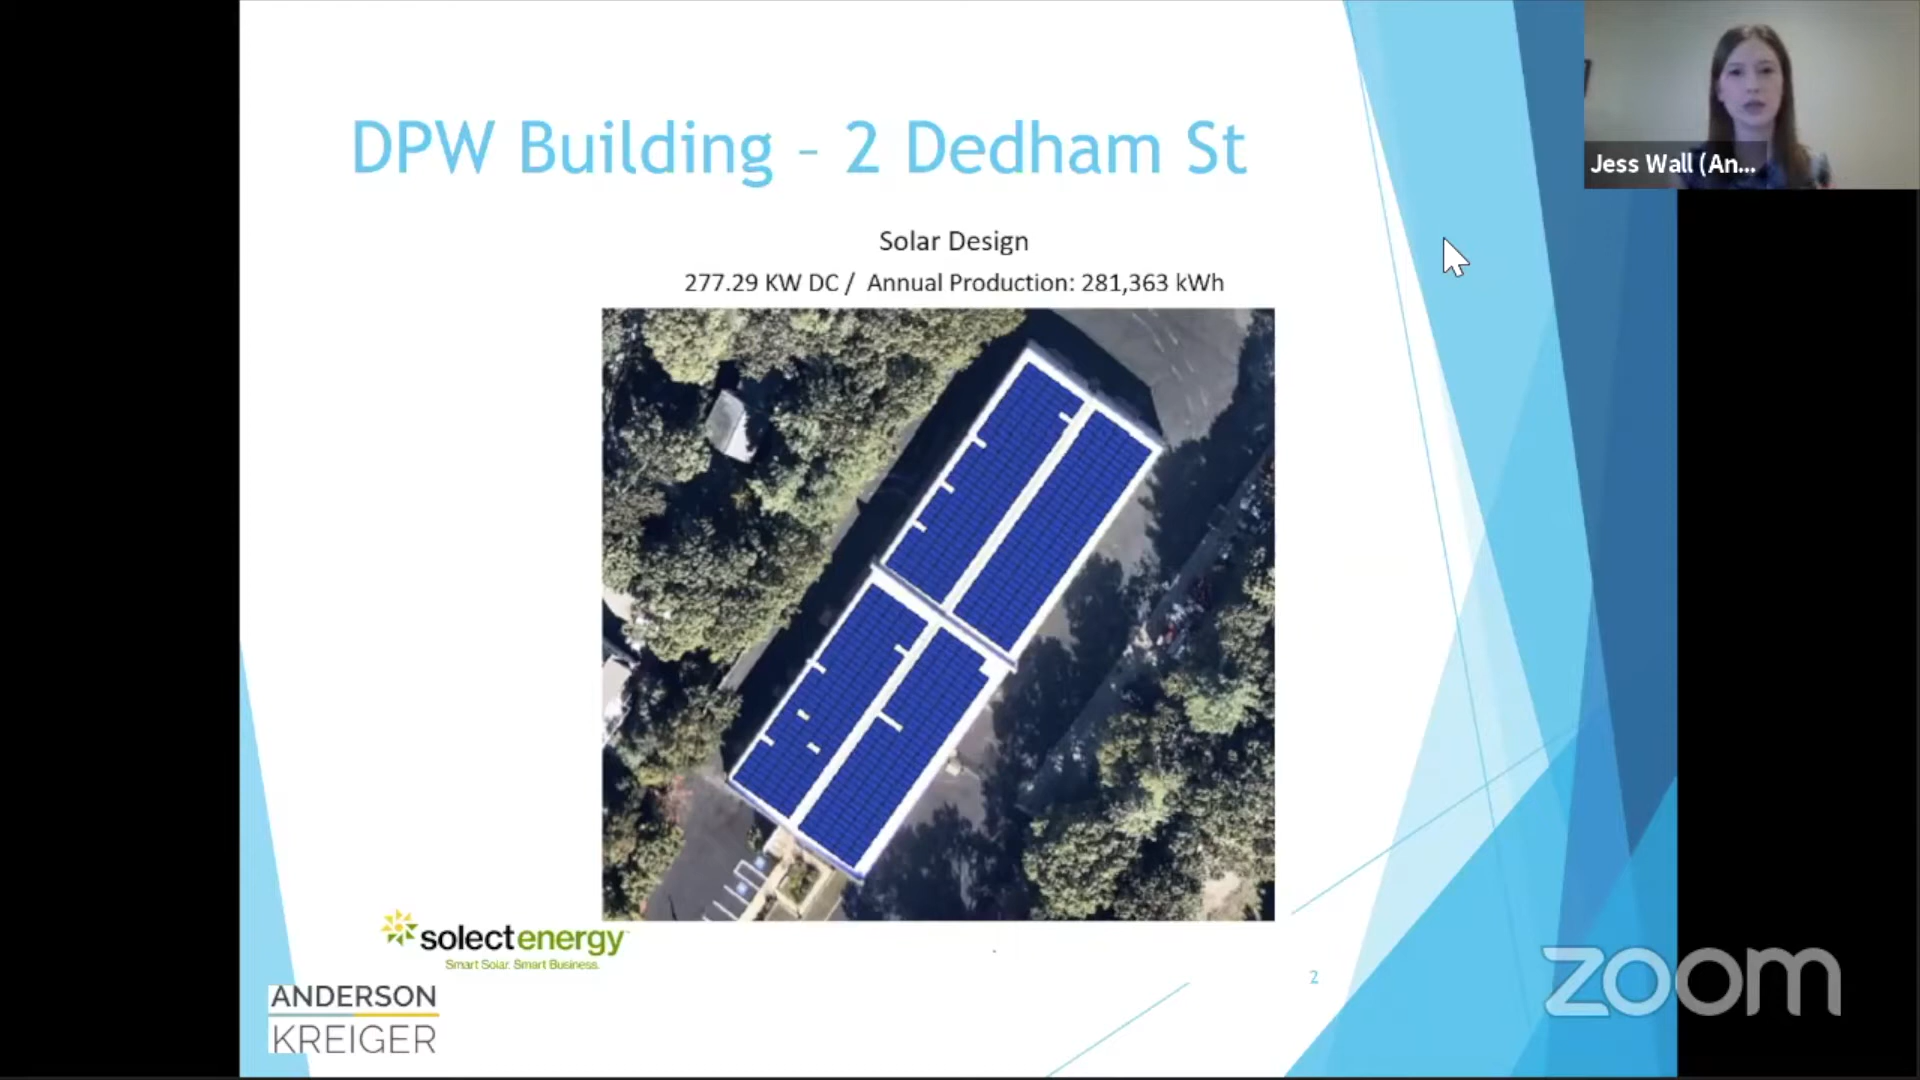 DPW Building – 2 Dedham St
Jess Wall (An...
Solar Design
277.29 KW DC / Annual Production: 281,363 kWh
solectenergy
Smart Solar. Smart Business.
ANDERSON
KREIGER
2
zoom